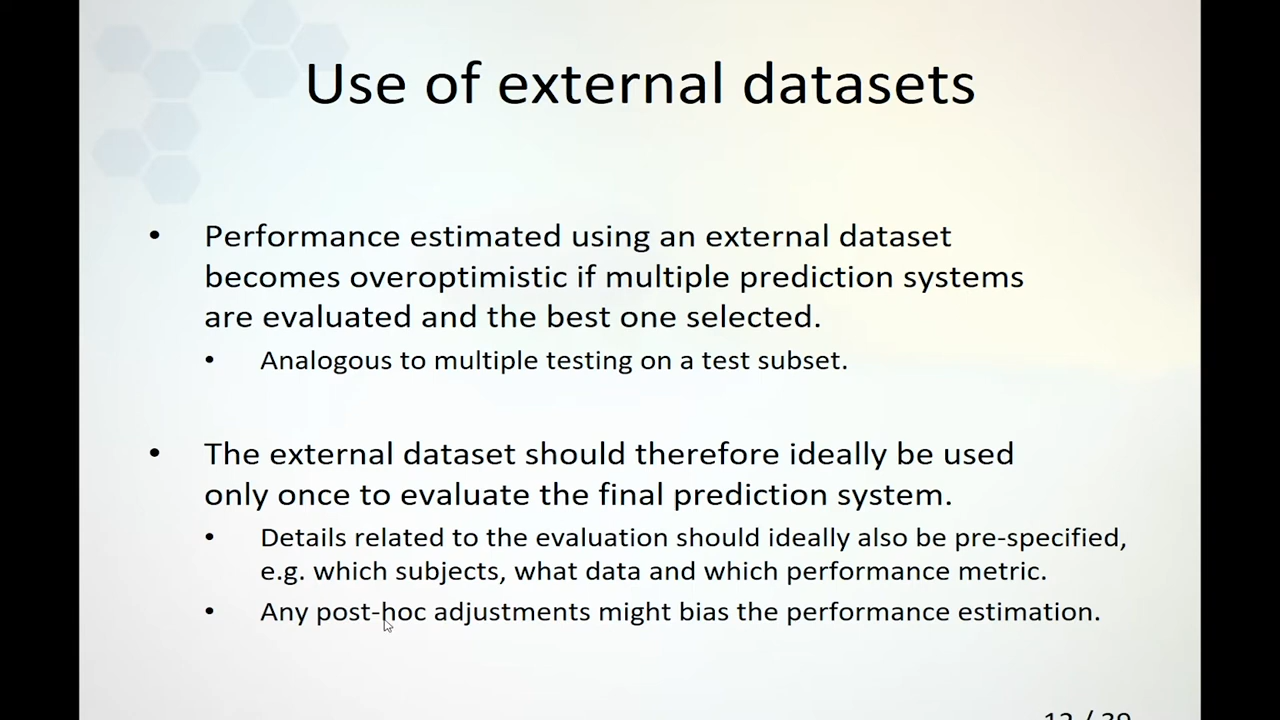 Use of external datasets
• Performance estimated using an external dataset
becomes overoptimistic if multiple prediction systems
are evaluated and the best one selected.
• Analogous to multiple testing on a test subset.
• The external dataset should therefore ideally be used
only once to evaluate the final prediction system.
• Details related to the evaluation should ideally also be pre-specified,
e.g. which subjects, what data and which performance metric.
• Any post-hoc adjustments might bias the performance estimation.